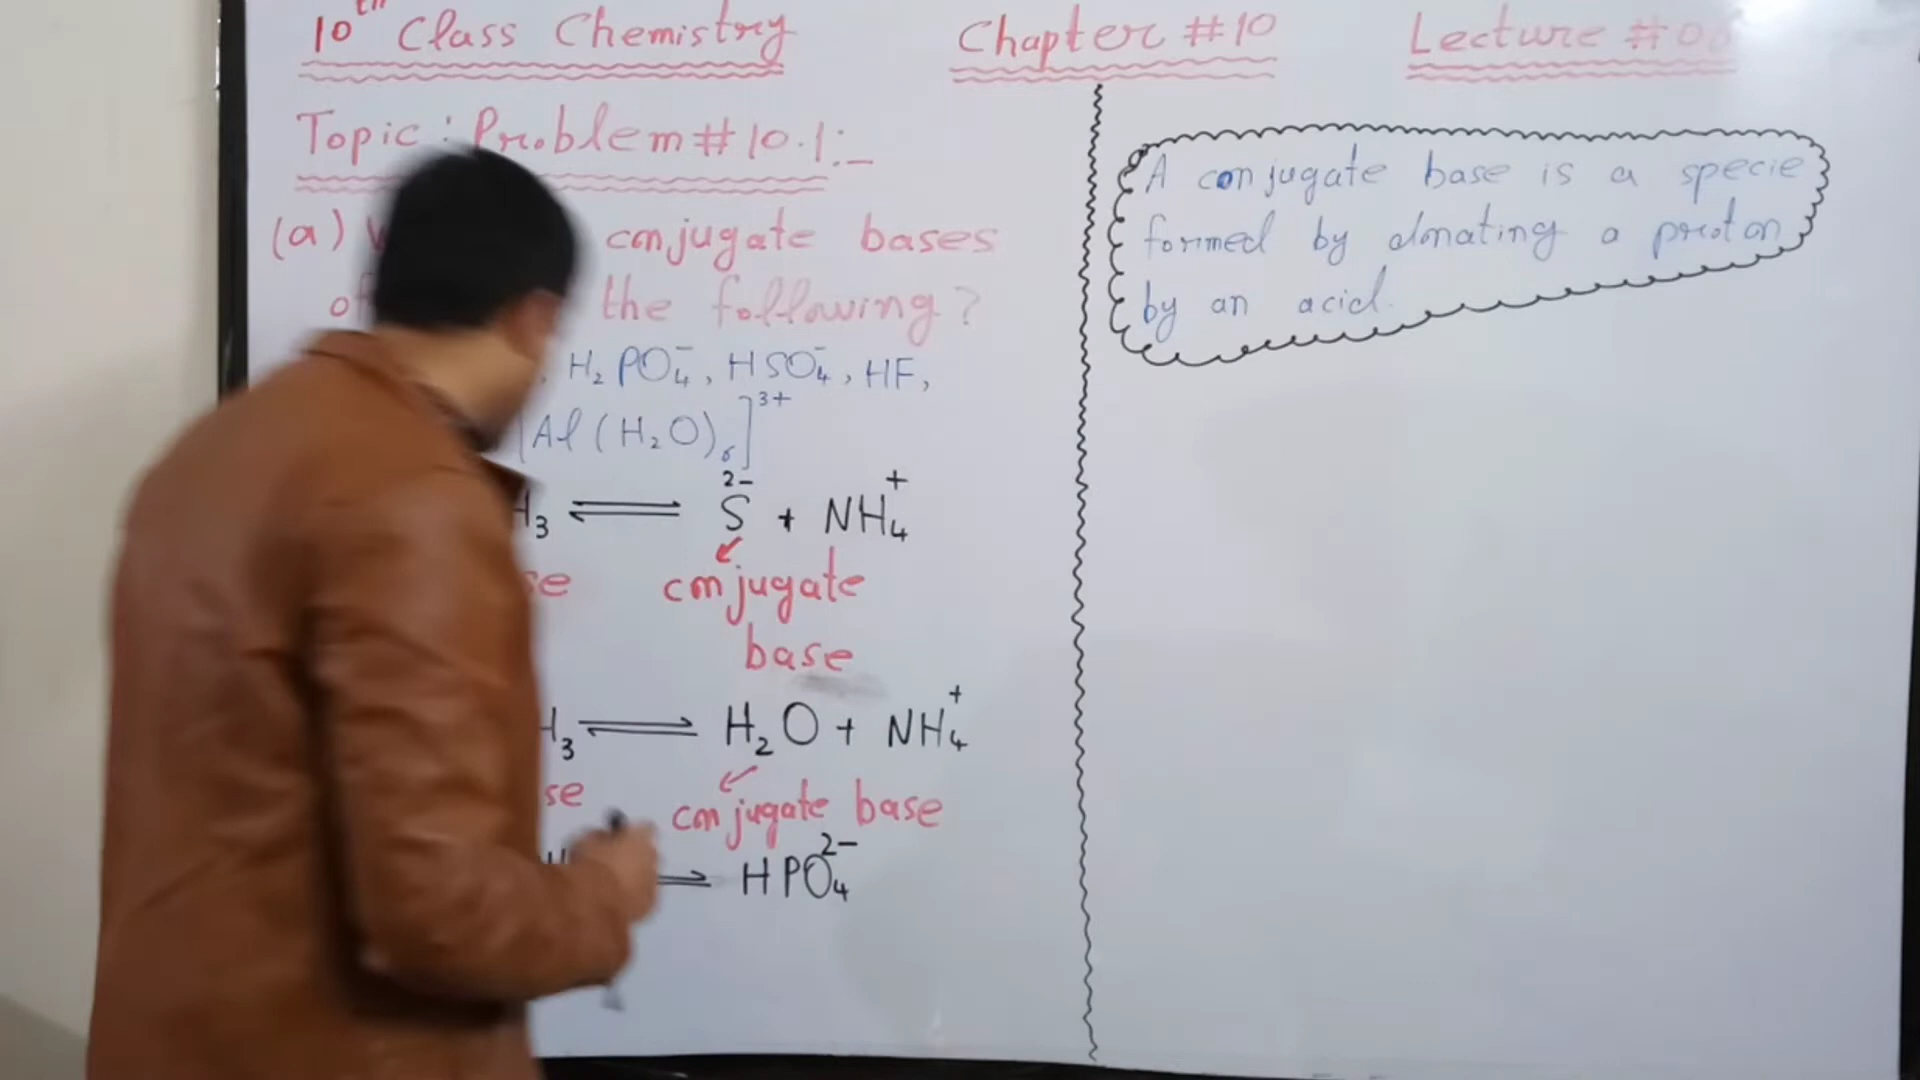 10th Class Chemistry
Chapter #10
Lecture #0
Topic: Problem #10.1:-
(a) conjugate bases
of the following?
, H₂PO₄⁻, HSO₄⁻, HF,
[Al(H₂O)₆]³⁺
H₃ ⇌ S²⁻ + NH₄⁺
se conjugate
base
H₃ ⇌ H₂O + NH₄⁺
se conjugate base
⇌ HPO₄²⁻
A conjugate base is a specie
formed by donating a proton
by an acid.